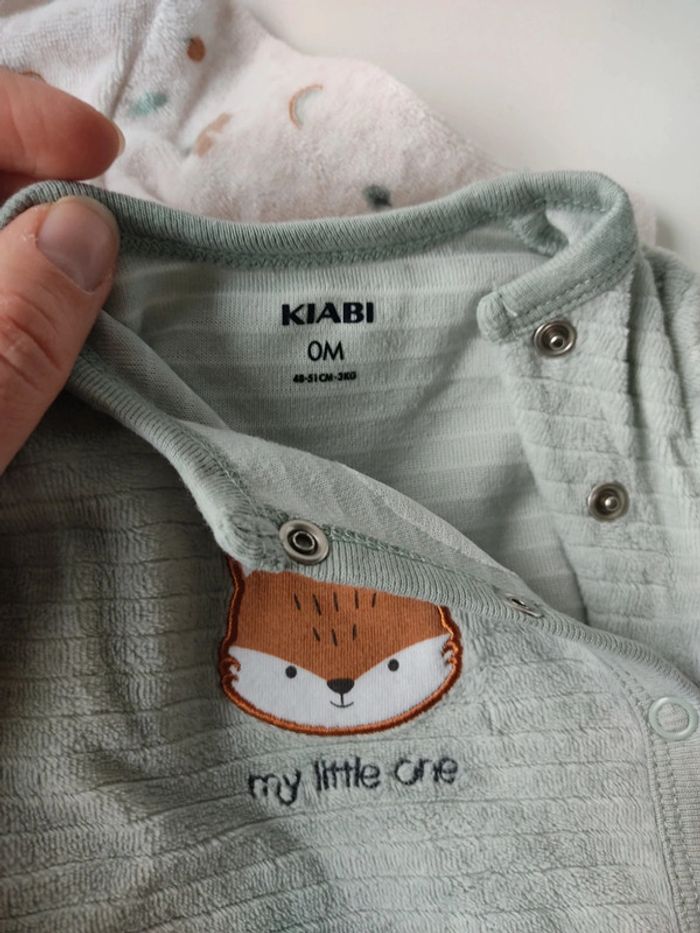 KIABI
0M
48-51CM-3KG
my little one